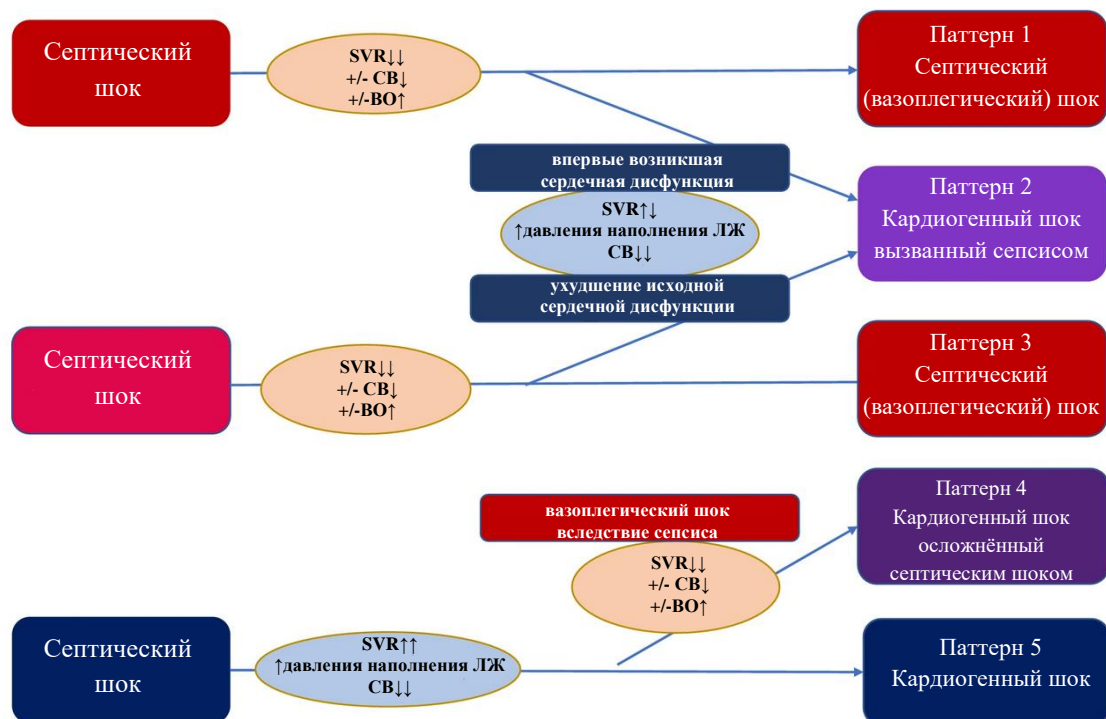 Септический
шок
SVR↓↓
+/- СВ↓
+/-ВО↑
Паттерн 1
Септический
(вазоплегический) шок
впервые возникшая
сердечная дисфункция
SVR↑↓
↑давления наполнения ЛЖ
СВ↓↓
ухудшение исходной
сердечной дисфункции
Паттерн 2
Кардиогенный шок
вызванный сепсисом
Септический
шок
SVR↓↓
+/- СВ↓
+/-ВО↑
Паттерн 3
Септический
(вазоплегический) шок
вазоплегический шок
вследствие сепсиса
SVR↓↓
+/- СВ↓
+/-ВО↑
Паттерн 4
Кардиогенный шок
осложнённый
септическим шоком
Септический
шок
SVR↑↑
↑давления наполнения ЛЖ
СВ↓↓
Паттерн 5
Кардиогенный шок